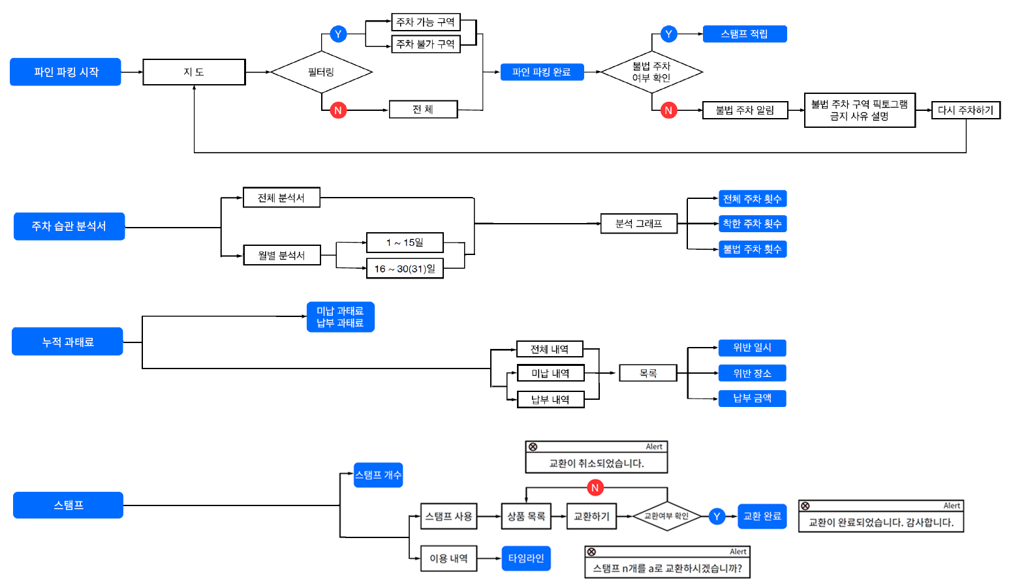 파인 파킹 시작
지 도
필터링
Y
주차 가능 구역
주차 불가 구역
N
전 체
파인 파킹 완료
불법 주차
여부 확인
Y
스탬프 적립
N
불법 주차 알림
불법 주차 구역 픽토그램
금지 사유 설명
다시 주차하기
주차 습관 분석서
전체 분석서
월별 분석서
1 ~ 15일
16 ~ 30(31)일
분석 그래프
전체 주차 횟수
착한 주차 횟수
불법 주차 횟수
누적 과태료
미납 과태료
납부 과태료
전체 내역
미납 내역
납부 내역
목록
위반 일시
위반 장소
납부 금액
스탬프
스탬프 개수
스탬프 사용
상품 목록
교환하기
교환여부 확인
N
Alert
교환이 취소되었습니다.
Y
교환 완료
Alert
교환이 완료되었습니다. 감사합니다.
이용 내역
타임라인
Alert
스탬프 n개를 a로 교환하시겠습니까?